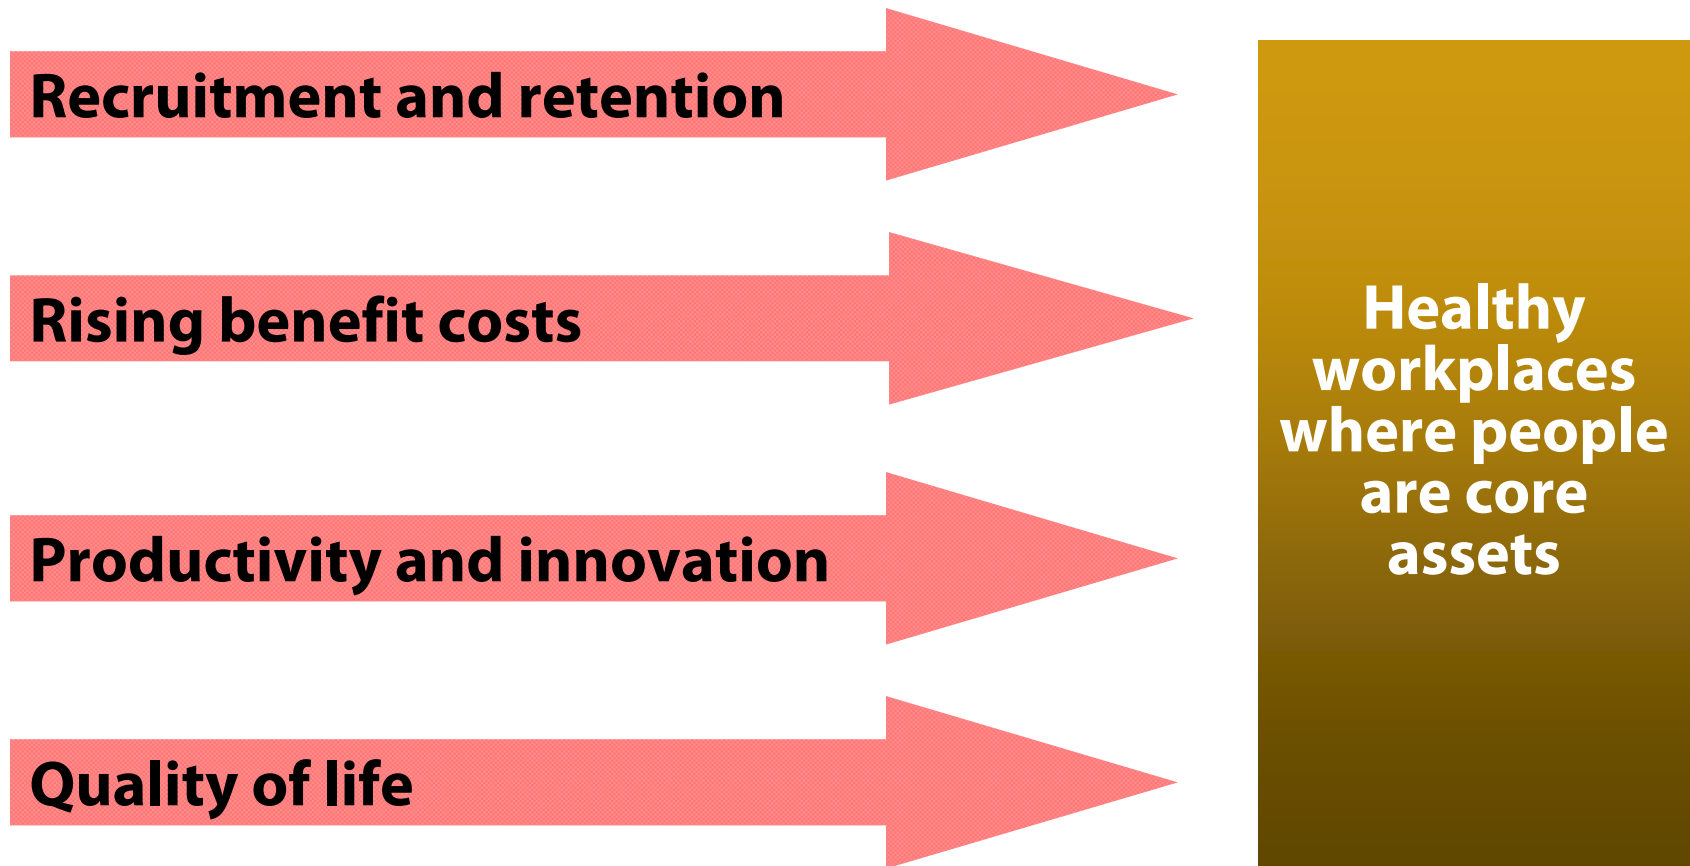 Recruitment and retention
Rising benefit costs
Productivity and innovation
Quality of life
Healthy
workplaces
where people
are core
assets